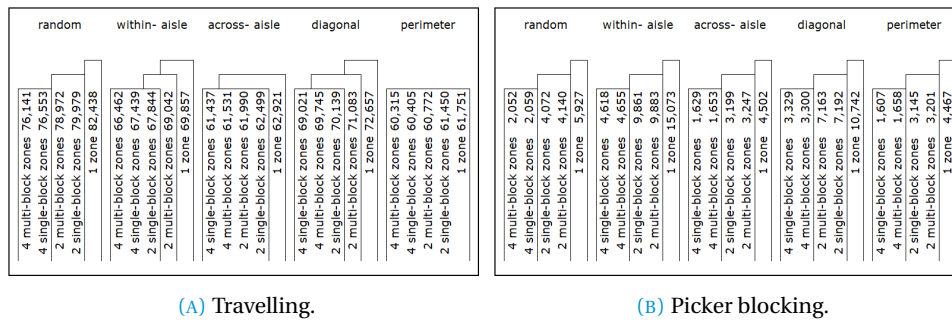 random within- aisle across- aisle diagonal perimeter
4 multi-block zones 76,141
4 single-block zones 76,553
2 multi-block zones 78,972
2 single-block zones 79,979
1 zone 82,438
4 multi-block zones 66,462
4 single-block zones 67,439
2 single-block zones 67,844
2 multi-block zones 69,042
1 zone 69,857
4 single-block zones 61,437
4 multi-block zones 61,531
2 multi-block zones 61,990
2 single-block zones 62,499
1 zone 62,921
4 single-block zones 69,021
4 multi-block zones 69,745
2 single-block zones 70,139
2 multi-block zones 71,083
1 zone 72,657
4 multi-block zones 60,315
4 single-block zones 60,405
2 multi-block zones 60,772
2 single-block zones 61,450
1 zone 61,751
(A) Travelling.
random within- aisle across- aisle diagonal perimeter
4 multi-block zones 2,052
4 single-block zones 2,059
2 single-block zones 4,072
2 multi-block zones 4,140
1 zone 5,927
4 multi-block zones 4,618
4 single-block zones 4,655
2 single-block zones 9,861
2 multi-block zones 9,883
1 zone 15,073
4 single-block zones 1,629
4 multi-block zones 1,653
2 single-block zones 3,199
2 multi-block zones 3,247
1 zone 4,502
4 single-block zones 3,329
4 multi-block zones 3,300
2 multi-block zones 7,163
2 single-block zones 7,192
1 zone 10,742
4 multi-block zones 1,607
4 single-block zones 1,658
2 single-block zones 3,145
2 multi-block zones 3,201
1 zone 4,467
(B) Picker blocking.